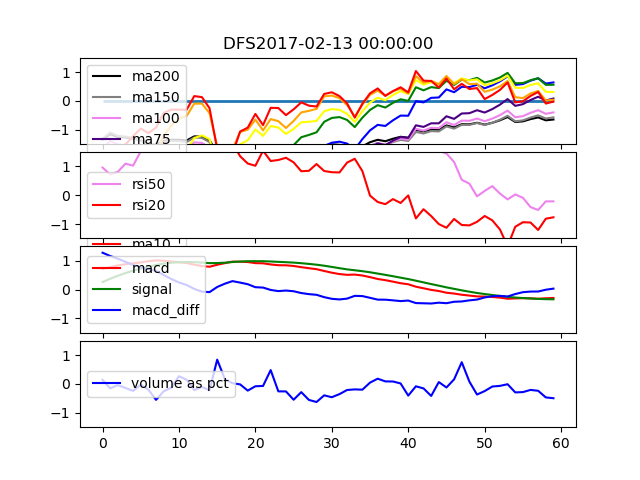 DFS2017-02-13 00:00:00
1
0
−1
ma200
ma150
ma100
ma75
1
0
−1
rsi50
rsi20
ma10
1
0
−1
macd
signal
macd_diff
1
0
−1
volume as pct
0 10 20 30 40 50 60